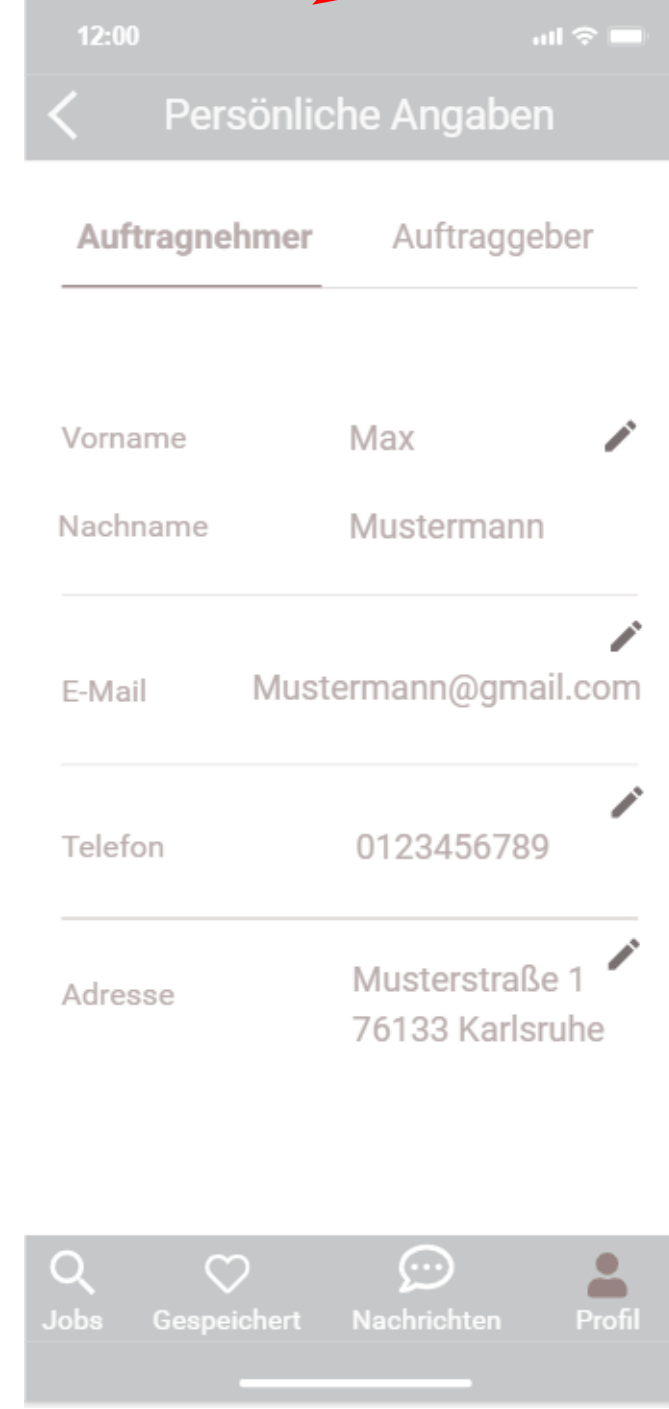 12:00
Persönliche Angaben
Auftragnehmer Auftraggeber
Vorname Max
Nachname Mustermann
E-Mail Mustermann@gmail.com
Telefon 0123456789
Adresse Musterstraße 1
76133 Karlsruhe
Jobs Gespeichert Nachrichten Profil